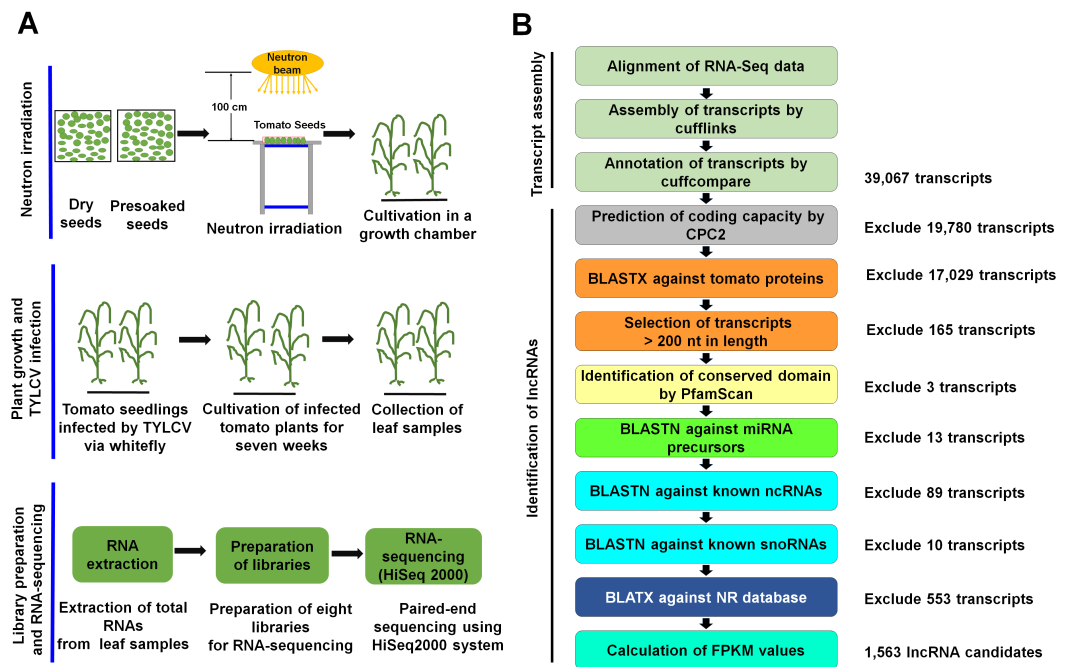 A
Neutron irradiation
Neutron
beam
100 cm
Tomato Seeds
Dry
seeds
Presoaked
seeds
Neutron irradiation
Cultivation in a
growth chamber
Plant growth and
TYLCV infection
Tomato seedlings
infected by TYLCV
via whitefly
Cultivation of infected
tomato plants for
seven weeks
Collection of
leaf samples
Library preparation
and RNA-sequencing
RNA
extraction
Preparation
of libraries
RNA-
sequencing
(HiSeq 2000)
Extraction of total
RNAs
from leaf samples
Preparation of eight
libraries
for RNA-sequencing
Paired-end
sequencing using
HiSeq2000 system
B
Transcript assembly
Alignment of RNA-Seq data
Assembly of transcripts by
cufflinks
Annotation of transcripts by
cuffcompare
39,067 transcripts
Identification of lncRNAs
Prediction of coding capacity by
CPC2
Exclude 19,780 transcripts
BLASTX against tomato proteins
Exclude 17,029 transcripts
Selection of transcripts
> 200 nt in length
Exclude 165 transcripts
Identification of conserved domain
by PfamScan
Exclude 3 transcripts
BLASTN against miRNA
precursors
Exclude 13 transcripts
BLASTN against known ncRNAs
Exclude 89 transcripts
BLASTN against known snoRNAs
Exclude 10 transcripts
BLATX against NR database
Exclude 553 transcripts
Calculation of FPKM values
1,563 lncRNA candidates